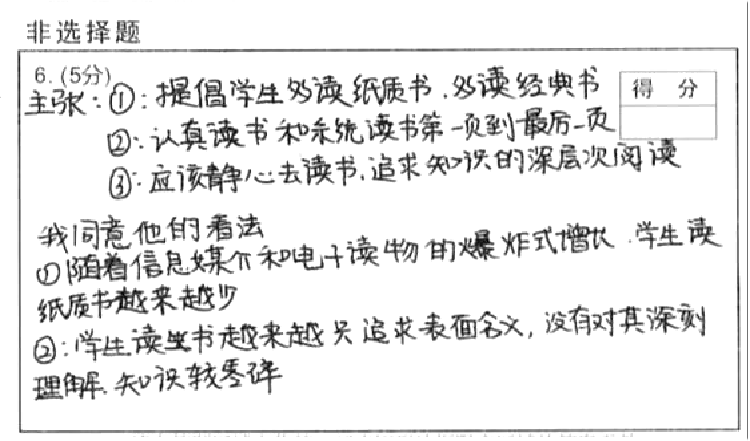 非选择题
6. (5分)
得 分
主张:①:提倡学生多读纸质书,多读经典书
②:认真读书和系统读书第一页到最后一页
③:应该静心去读书,追求知识的深层次阅读
我同意他的看法
①随着信息媒介和电子读物的爆炸式增长.学生读
纸质书越来越少
②:学生读书越来越只追求表面含义,没有对其深刻
理解.知识较零碎